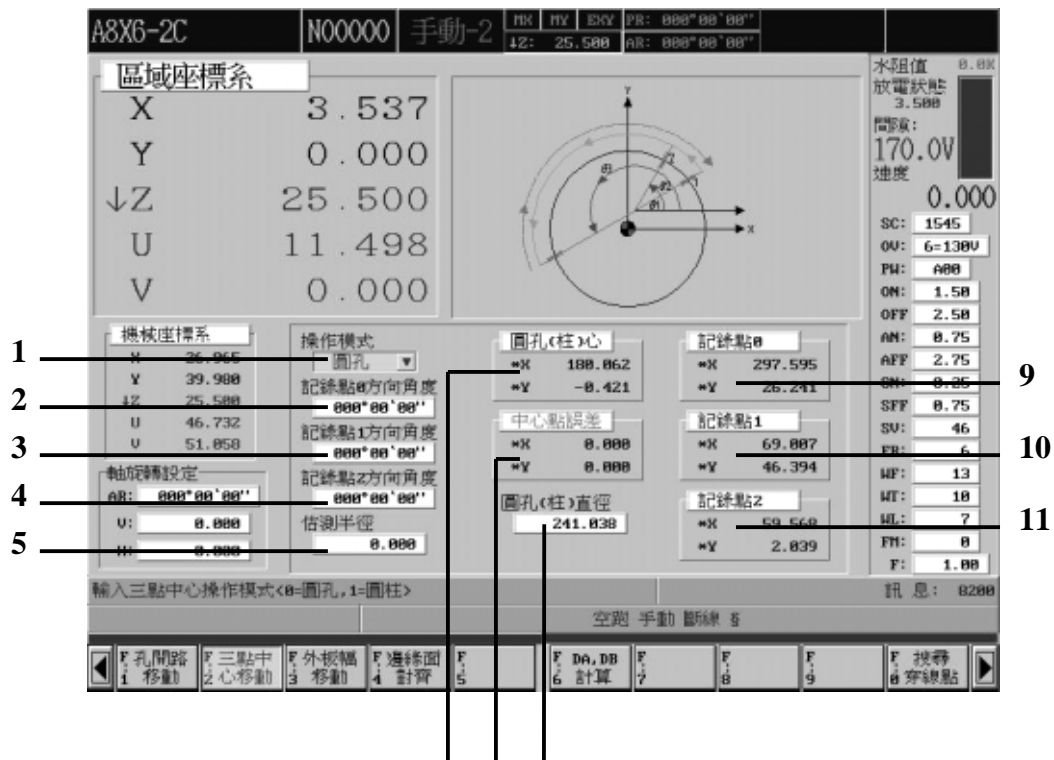 A8X6-2C N00000 手動-2 MX MY EXY PR: 000°00'00''
↓Z: 25.500 AR: 000°00'00''
區域座標系
X 3.537
Y 0.000
↓Z 25.500
U 11.498
V 0.000
Y
X
θ3
θ2
θ1
水阻值 0.0K
放電狀態
3.500
間隙:
170.0V
速度
0.000
SC: 1545
OV: 6=130V
PW: A00
ON: 1.50
OFF 2.50
AN: 0.75
AFF 2.75
SN: 0.25
SFF 0.75
SV: 46
FR: 6
WF: 13
WT: 10
WL: 7
FM: 0
F: 1.00
機械座標系
X 26.965
Y 39.980
↓Z 25.500
U 46.732
V 51.058
軸旋轉設定
AR: 000°00'00''
V: 0.000
H: 0.000
操作模式
圓孔 ▼
記錄點0方向角度
000°00'00''
記錄點1方向角度
000°00'00''
記錄點2方向角度
000°00'00''
估測半徑
0.000
圓孔(柱)心
*X 180.062
*Y -0.421
中心點誤差
*X 0.000
*Y 0.000
圓孔(柱)直徑
241.038
記錄點0
*X 297.595
*Y 26.241
記錄點1
*X 69.007
*Y 46.394
記錄點2
*X 59.568
*Y 2.039
1
2
3
4
5
9
10
11
輸入三點中心操作模式<0=圓孔,1=圓柱> 訊 息: 8200
空跑 手動 斷線 §
F1 孔間路移動
F2 三點中心移動
F3 外板幅移動
F4 邊緣面對齊
F5
F6 DA,DB計算
F7
F8
F9
F0 搜尋穿線點